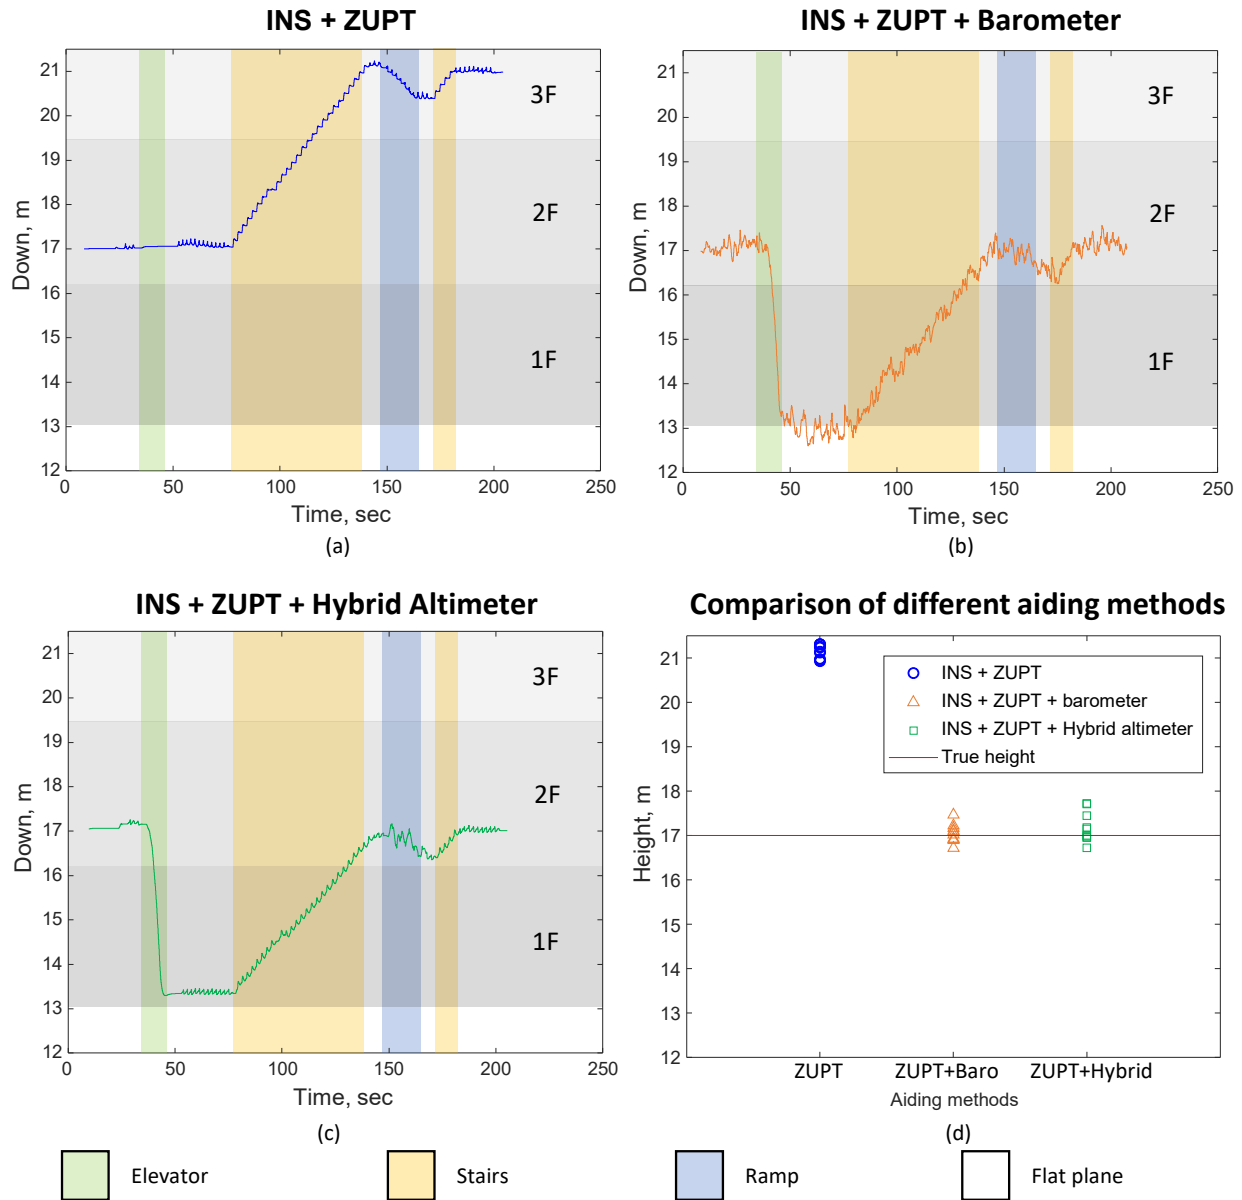 INS + ZUPT
21
20
19
18
17
16
15
14
13
12
3F
2F
1F
Down, m
0
50
100
150
200
250
Time, sec
(a)
INS + ZUPT + Barometer
21
20
19
18
17
16
15
14
13
12
3F
2F
1F
Down, m
0
50
100
150
200
250
Time, sec
(b)
INS + ZUPT + Hybrid Altimeter
21
20
19
18
17
16
15
14
13
12
3F
2F
1F
Down, m
0
50
100
150
200
250
Time, sec
(c)
Comparison of different aiding methods
21
20
19
18
17
16
15
14
13
12
Height, m
INS + ZUPT
INS + ZUPT + barometer
INS + ZUPT + Hybrid altimeter
True height
ZUPT
ZUPT+Baro
ZUPT+Hybrid
Aiding methods
(d)
Elevator
Stairs
Ramp
Flat plane